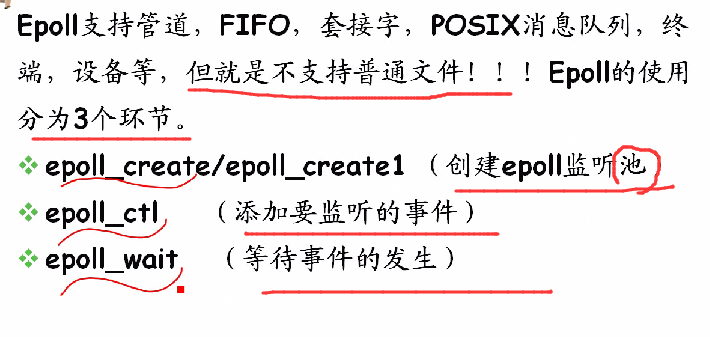 Epoll支持管道，FIFO，套接字，POSIX消息队列，终
端，设备等，但就是不支持普通文件！！！Epoll的使用
分为3个环节。
epoll_create/epoll_create1 （创建epoll监听池
epoll_ctl （添加要监听的事件）
epoll_wait （等待事件的发生）